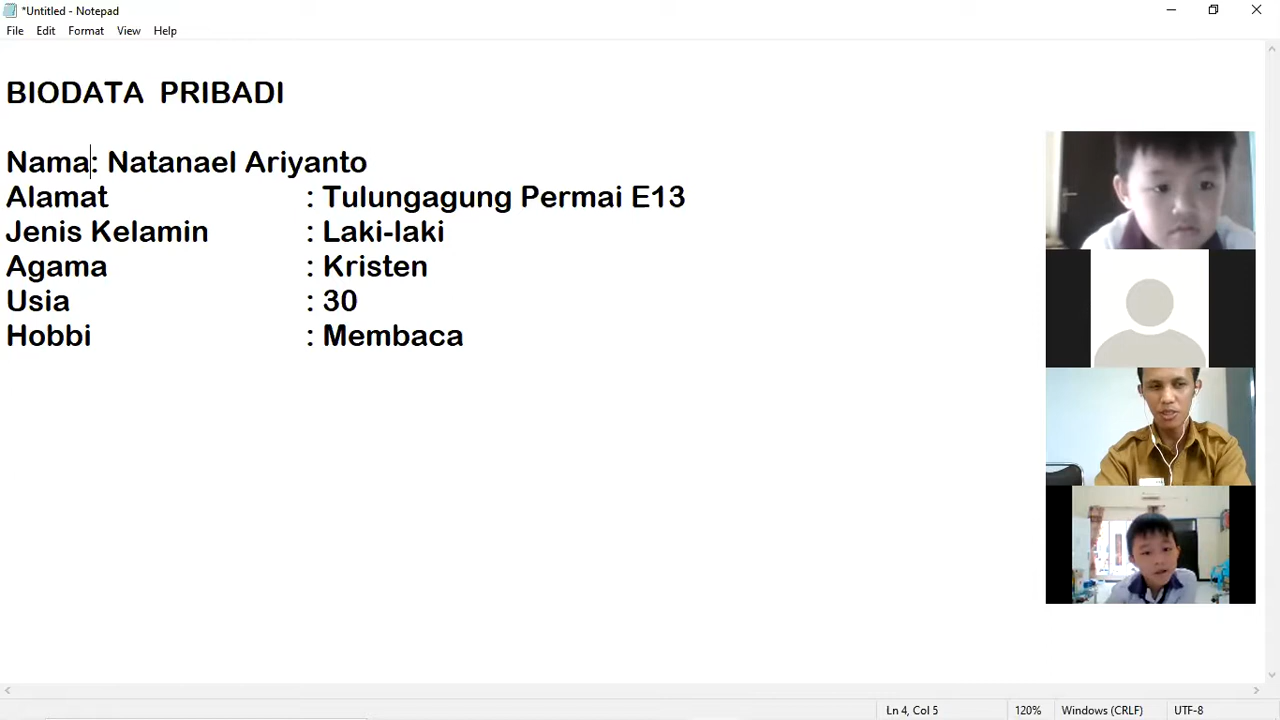 *Untitled - Notepad
File Edit Format View Help
BIODATA PRIBADI
Nama: Natanael Ariyanto
Alamat : Tulungagung Permai E13
Jenis Kelamin : Laki-laki
Agama : Kristen
Usia : 30
Hobbi : Membaca
Ln 4, Col 5 120% Windows (CRLF) UTF-8